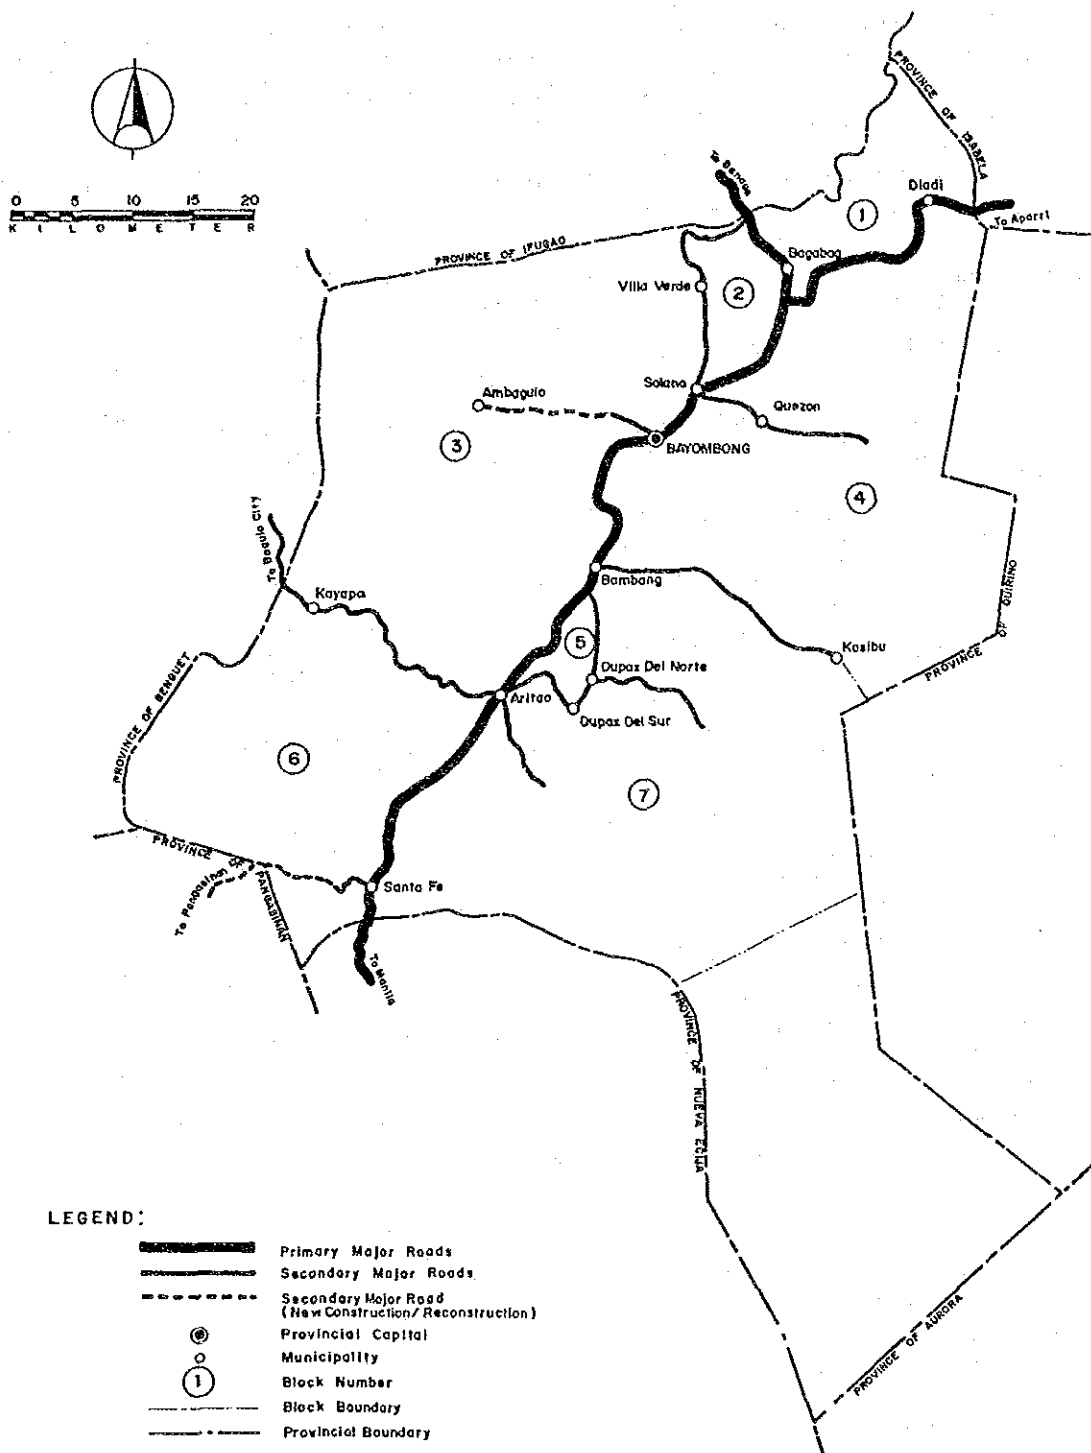 PROVINCE OF ISABELA
To Banaue
0 5 10 15 20
KILOMETER
Diadi
1
To Aparri
PROVINCE OF IFUGAO
Bagabag
Villa Verde
2
Solano
Ambaguio
Quezon
3
BAYOMBONG
4
To Baguio City
Bambang
Kayapa
PROVINCE OF QUIRINO
5
Kasibu
Dupax Del Norte
PROVINCE OF BENGUET
Aritao
Dupax Del Sur
6
7
PROVINCE OF PANGASINAN
To Pangasinan
Santa Fe
To Manila
PROVINCE OF NUEVA ECIJA
LEGEND:
Primary Major Roads
Secondary Major Roads
Secondary Major Road
(New Construction/Reconstruction)
Provincial Capital
Municipality
1 Block Number
Block Boundary
Provincial Boundary
PROVINCE OF AURORA